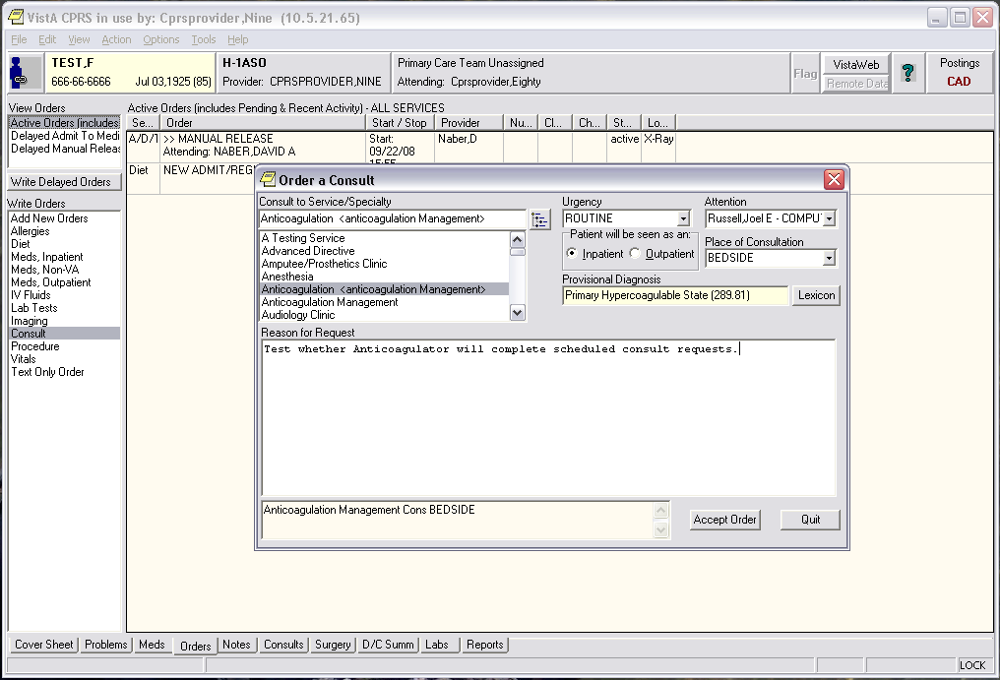 VistA CPRS in use by: Cprsprovider,Nine (10.5.21.65)
File Edit View Action Options Tools Help
TEST,F
666-66-6666 Jul 03,1925 (85)
H-1ASO
Provider: CPRSPROVIDER,NINE
Primary Care Team Unassigned
Attending: Cprsprovider,Eighty
Flag
VistaWeb
Remote Data
?
Postings
CAD
View Orders
Active Orders (includes
Delayed Admit To Medi
Delayed Manual Releas
Write Delayed Orders
Write Orders
Add New Orders
Allergies
Diet
Meds, Inpatient
Meds, Non-VA
Meds, Outpatient
IV Fluids
Lab Tests
Imaging
Consult
Procedure
Vitals
Text Only Order
Active Orders (includes Pending & Recent Activity) - ALL SERVICES
Se... Order Start / Stop Provider Nu... Cl... Ch... St... Lo...
A/D/T >> MANUAL RELEASE Start: Naber,D active X-Ray
Attending: NABER,DAVID A 09/22/08
15:55
Diet NEW ADMIT/REG
Order a Consult
Consult to Service/Specialty
Anticoagulation <anticoagulation Management>
A Testing Service
Advanced Directive
Amputee/Prosthetics Clinic
Anesthesia
Anticoagulation <anticoagulation Management>
Anticoagulation Management
Audiology Clinic
Urgency
ROUTINE
Attention
Russell,Joel E - COMPUT
Patient will be seen as an:
Inpatient Outpatient
Place of Consultation
BEDSIDE
Provisional Diagnosis
Primary Hypercoagulable State (289.81)
Lexicon
Reason for Request
Test whether Anticoagulator will complete scheduled consult requests.
Anticoagulation Management Cons BEDSIDE
Accept Order
Quit
Cover Sheet Problems Meds Orders Notes Consults Surgery D/C Summ Labs Reports
LOCK